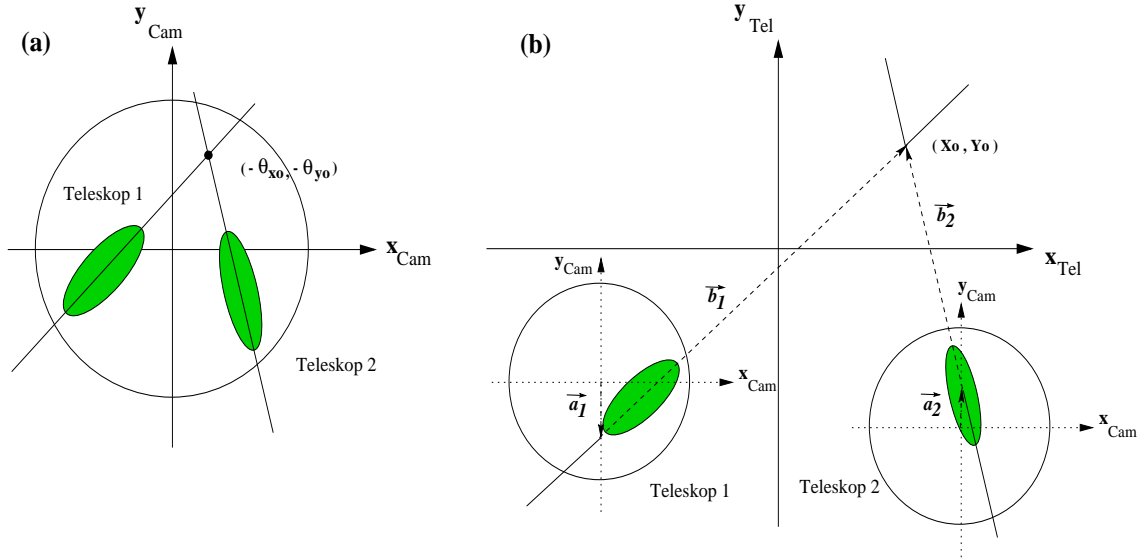 (a)
y Cam
Teleskop 1
(- θxo, - θyo)
x Cam
Teleskop 2
(b)
y Tel
(Xo, Yo)
b2
x Tel
y Cam
b1
x Cam
a1
Teleskop 1
y Cam
a2
x Cam
Teleskop 2